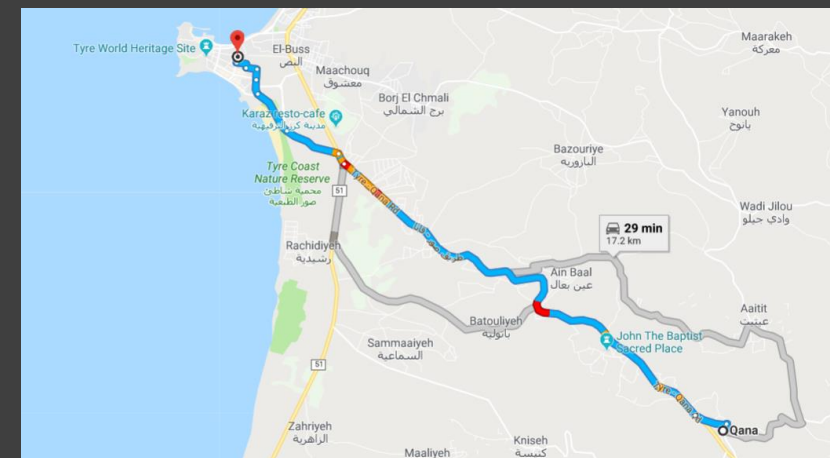 Tyre World Heritage Site
El-Buss
البص
Maarakeh
معركة
Maachouq
معشوق
Borj El Chmali
برج الشمالي
Yanouh
يانوح
Bazouriye
البازورية
Tyre Coast
Nature Reserve
محمية شاطئ
صور الطبيعية
51
Wadi Jilou
وادي جيلو
29 min
17.2 km
Rachidiyeh
رشيدية
Ain Baal
عين بعال
Aaitit
عيتيت
Batouliyeh
باتولية
John The Baptist
Sacred Place
Sammaaiyeh
السماعية
51
Qana
Zahriyeh
الزاهرية
Kniseh
كنيسة
Maaliyeh